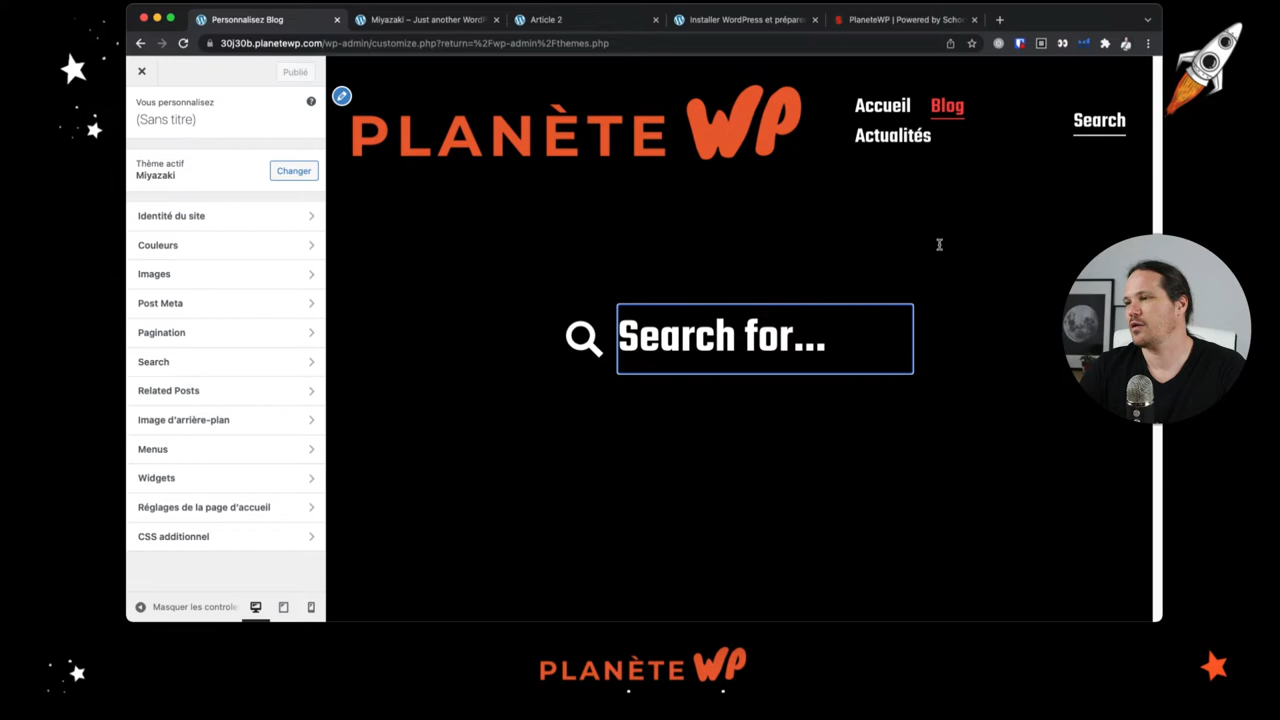 Personnalisez Blog
Miyazaki – Just another WordP
Article 2
Installer WordPress et prépare
PlaneteWP | Powered by Scho
30j30b.planetewp.com/wp-admin/customize.php?return=%2Fwp-admin%2Fthemes.php
Publié
Vous personnalisez
(Sans titre)
Thème actif
Miyazaki
Changer
Identité du site
Couleurs
Images
Post Meta
Pagination
Search
Related Posts
Image d'arrière-plan
Menus
Widgets
Réglages de la page d'accueil
CSS additionnel
Masquer les controle
PLANÈTE WP
Accueil Blog
Actualités
Search
Search for...
PLANÈTE WP